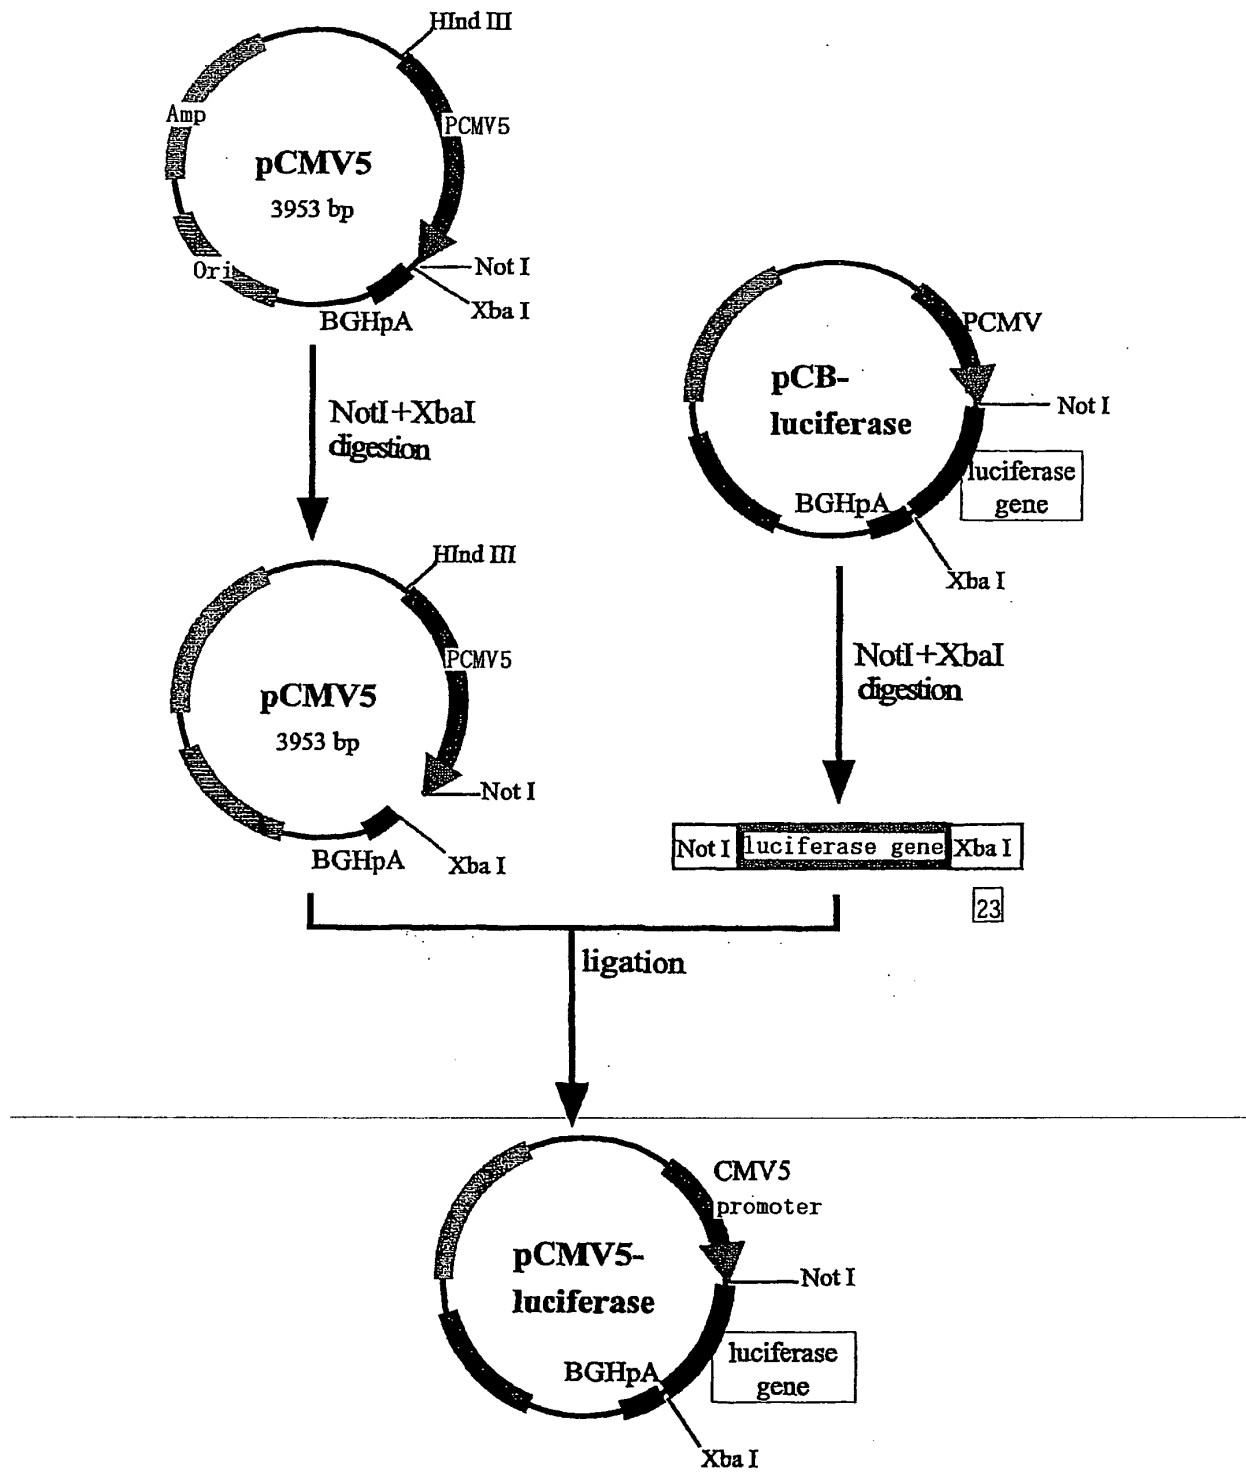 HInd III
Amp
PCMV5
pCMV5
3953 bp
Ori
Not I
Xba I
BGHpA
NotI+XbaI
digestion
PCMV
pCB-
luciferase
Not I
luciferase
gene
BGHpA
Xba I
HInd III
PCMV5
pCMV5
3953 bp
Not I
BGHpA
Xba I
NotI+XbaI
digestion
Not I luciferase gene Xba I
23
ligation
CMV5
promoter
pCMV5-
luciferase
Not I
luciferase
gene
BGHpA
Xba I